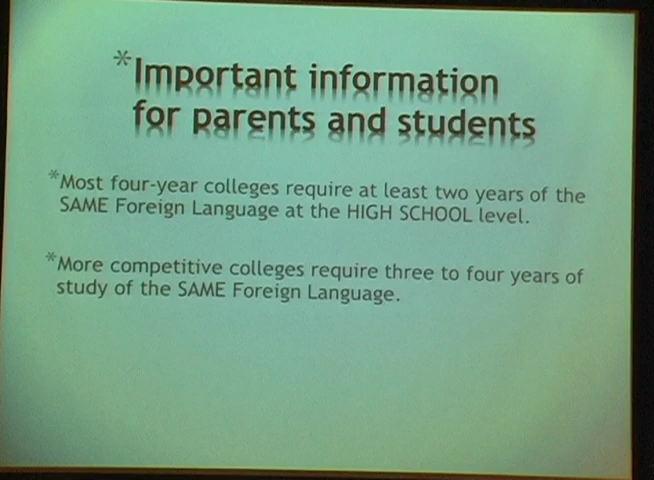 *Important information
for parents and students
*Most four-year colleges require at least two years of the
SAME Foreign Language at the HIGH SCHOOL level.
*More competitive colleges require three to four years of
study of the SAME Foreign Language.